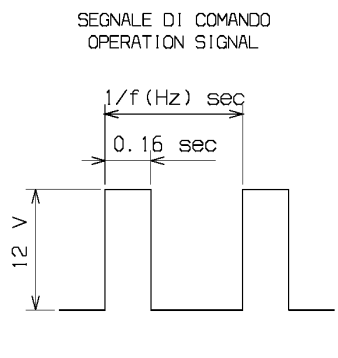 SEGNALE DI COMANDO
OPERATION SIGNAL
1/f(Hz) sec
0.16 sec
12 V